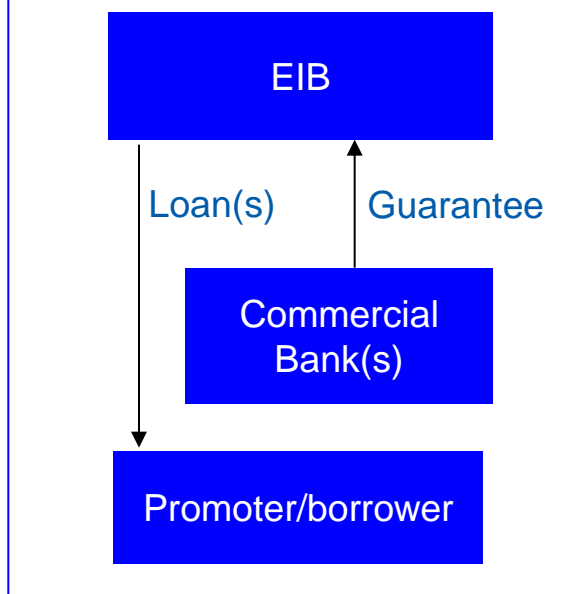 EIB
Loan(s)
Guarantee
Commercial
Bank(s)
Promoter/borrower